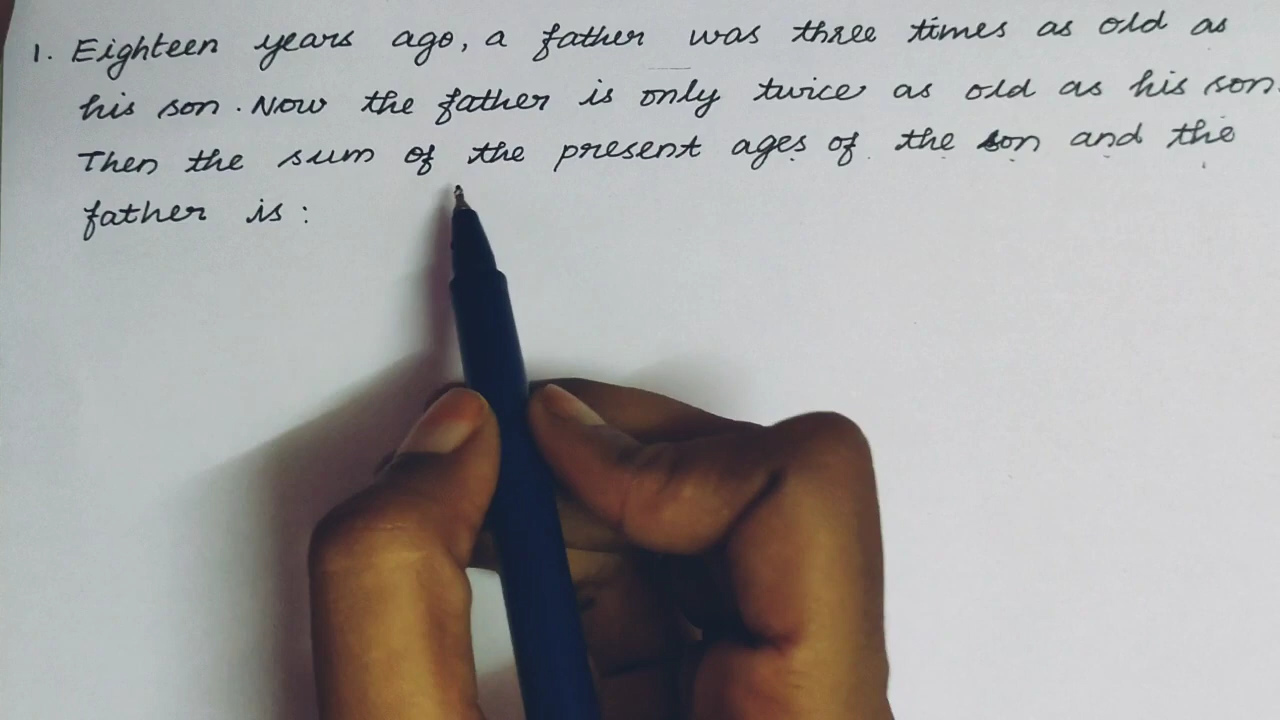 1. Eighteen years ago, a father was three times as old as
his son. Now the father is only twice as old as his son.
Then the sum of the present ages of the son and the
father is: